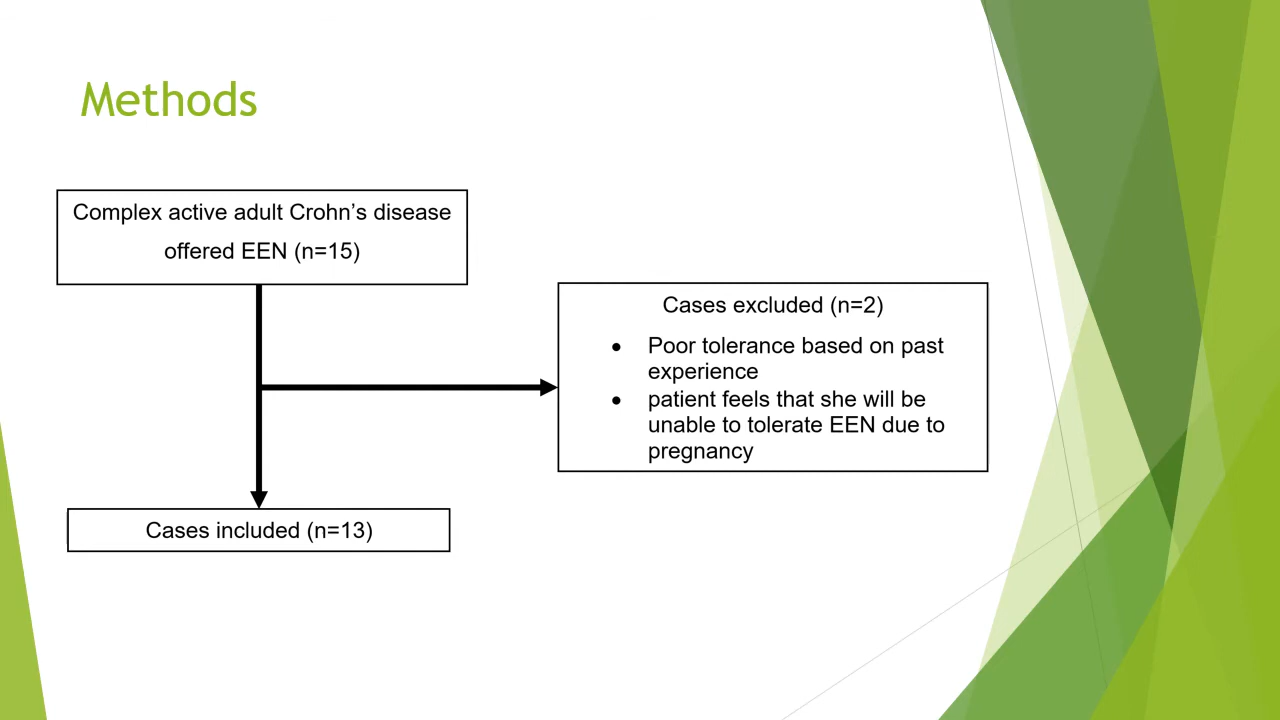 Methods
Complex active adult Crohn’s disease
offered EEN (n=15)
Cases excluded (n=2)
● Poor tolerance based on past
experience
● patient feels that she will be
unable to tolerate EEN due to
pregnancy
Cases included (n=13)